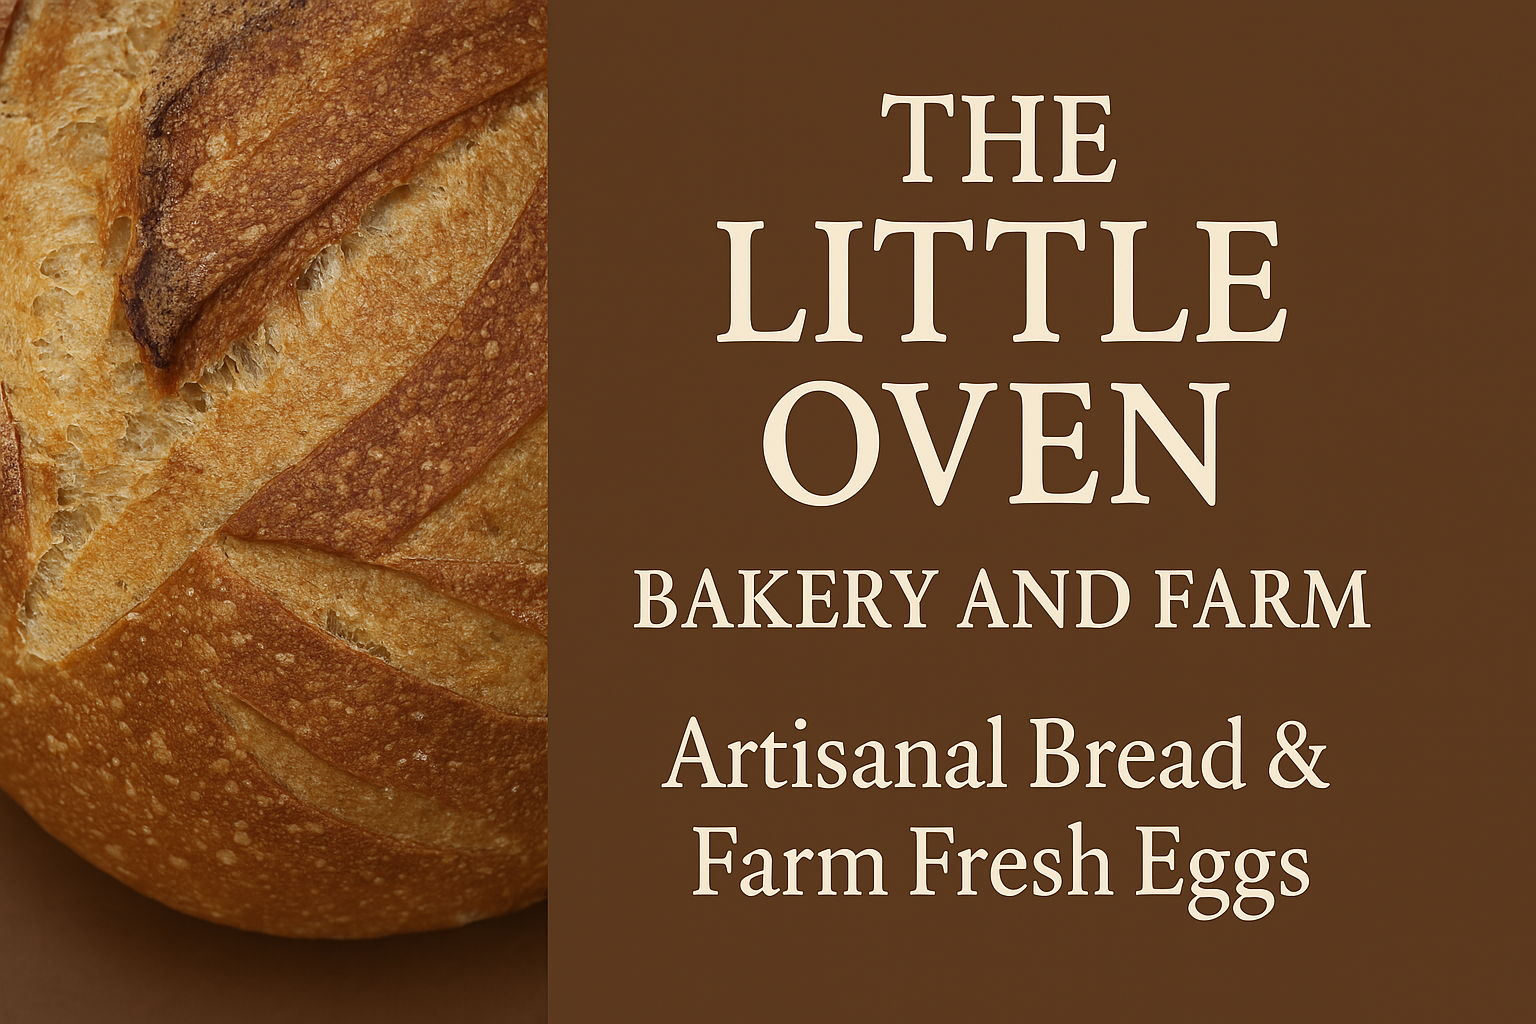 THE
LITTLE
OVEN
BAKERY AND FARM
Artisanal Bread &
Farm Fresh Eggs